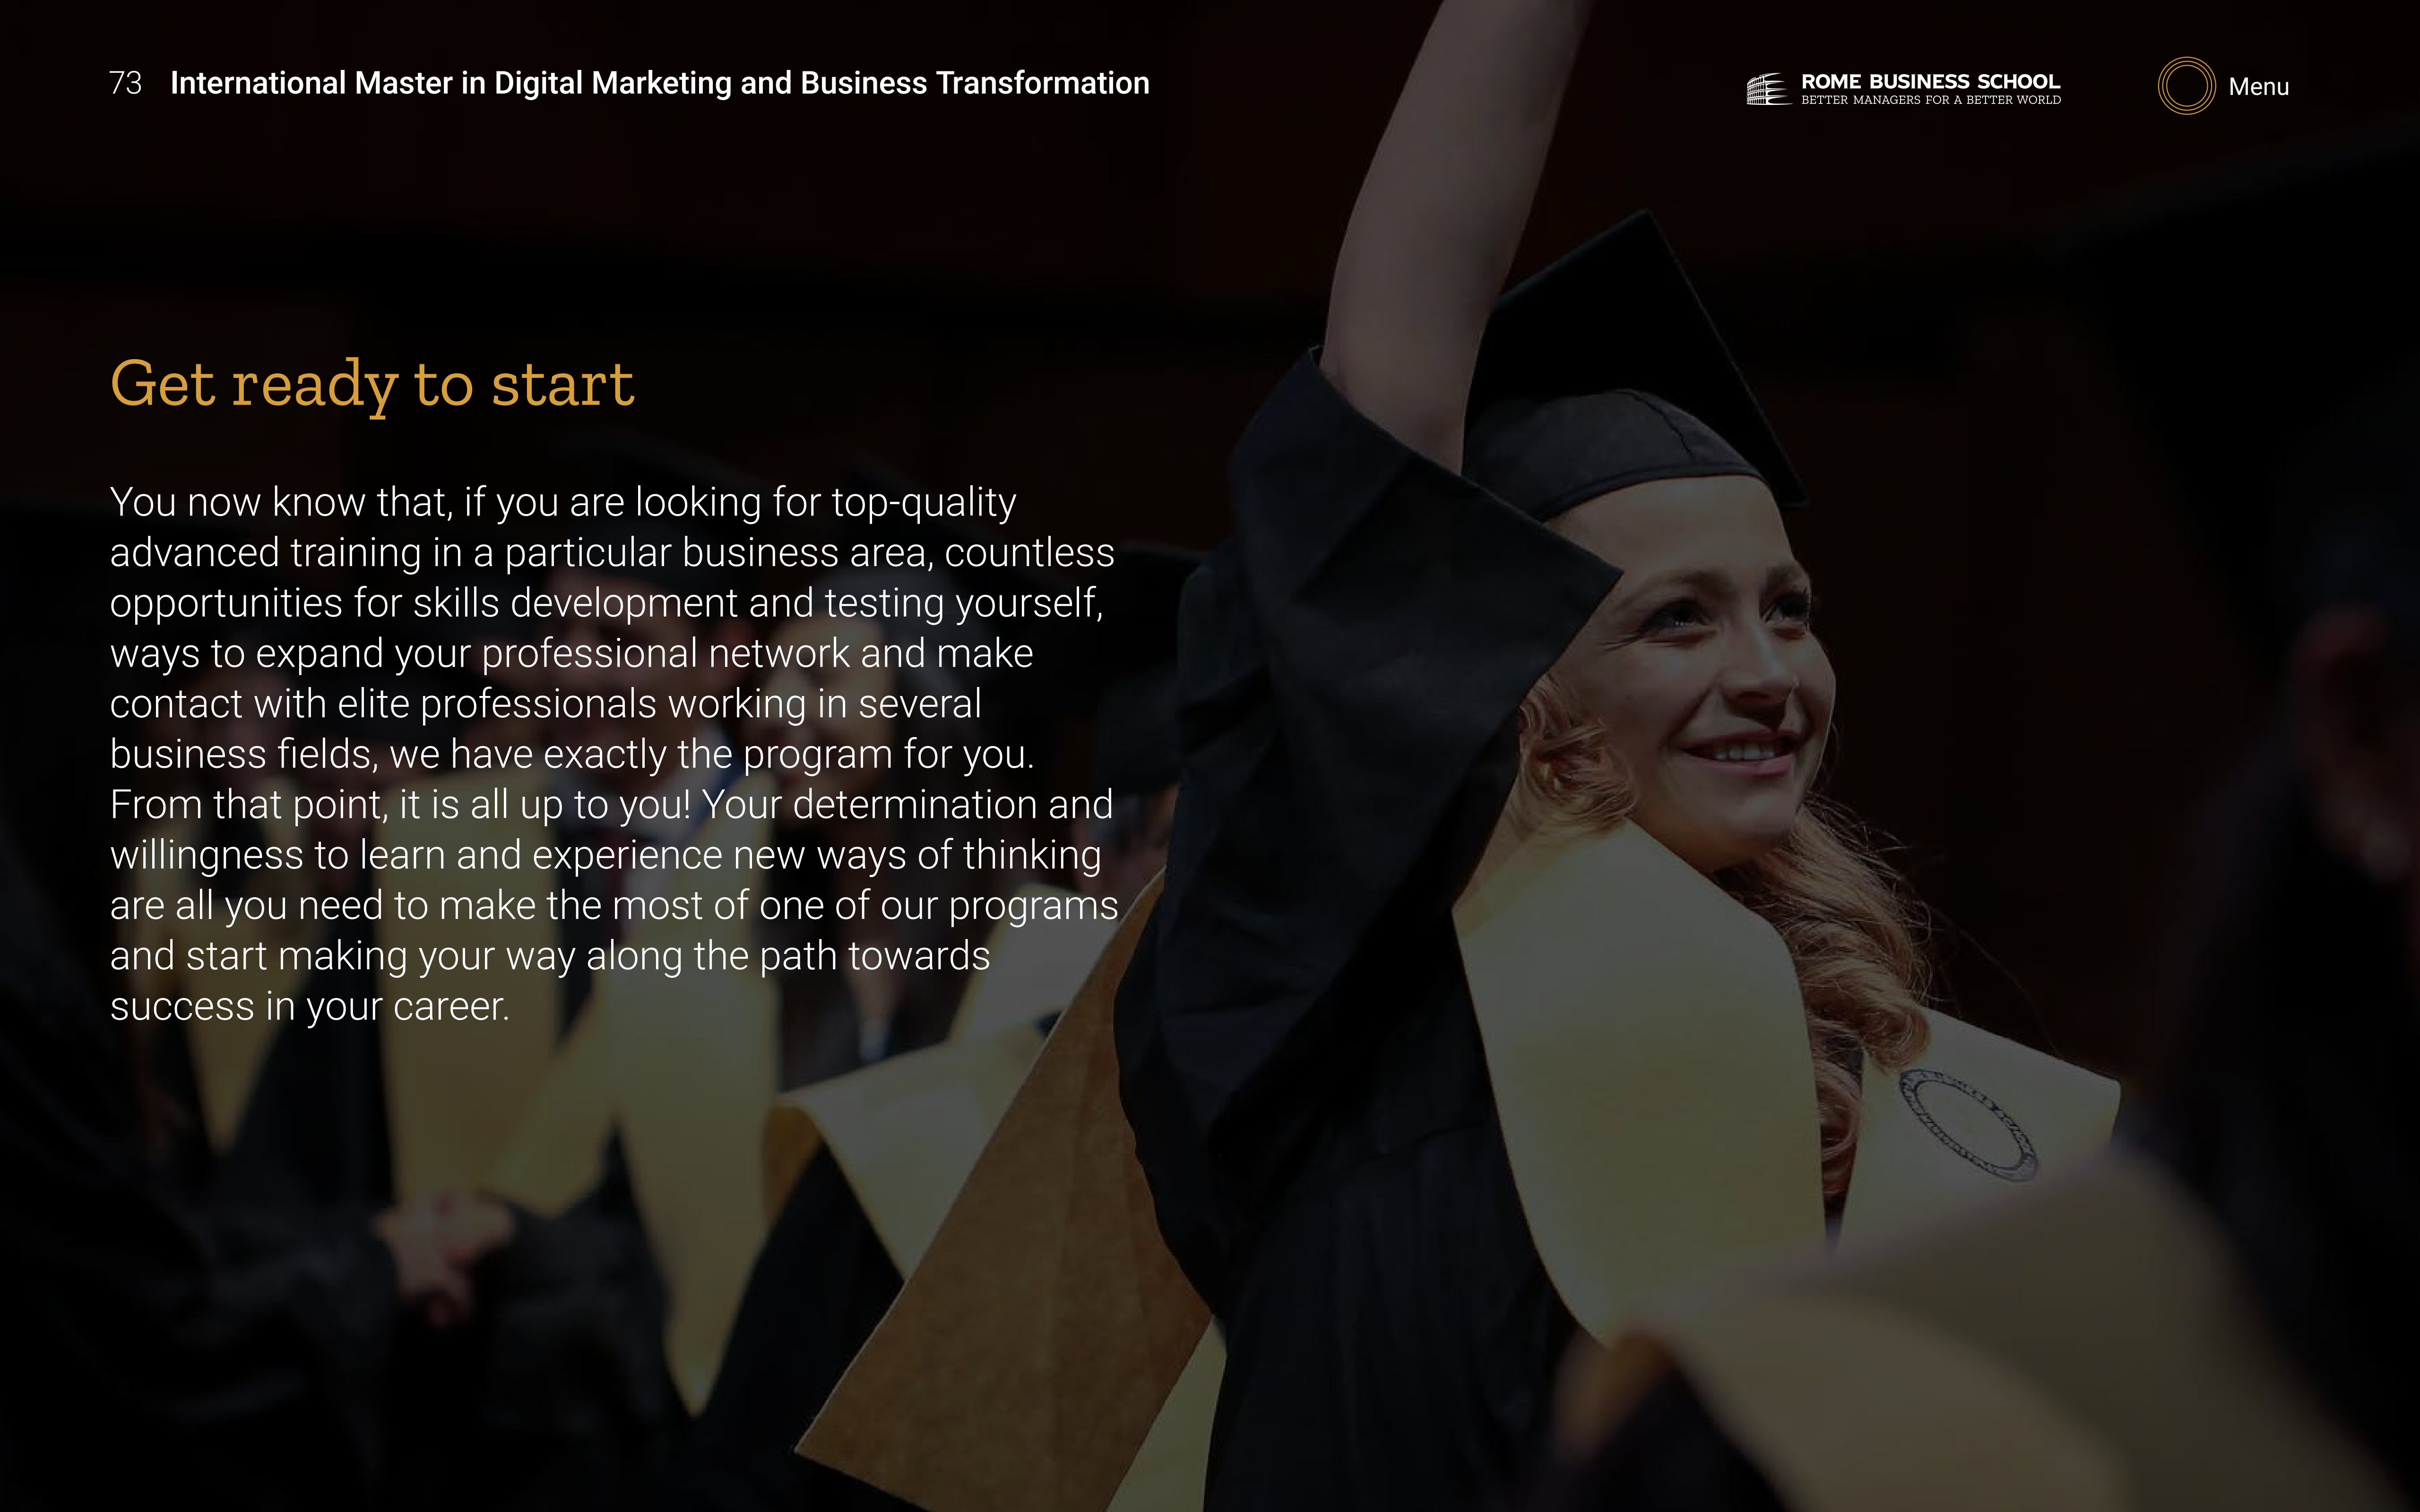 73 International Master in Digital Marketing and Business Transformation
ROME BUSINESS SCHOOL
BETTER MANAGERS FOR A BETTER WORLD
Menu
Get ready to start
You now know that, if you are looking for top-quality
advanced training in a particular business area, countless
opportunities for skills development and testing yourself,
ways to expand your professional network and make
contact with elite professionals working in several
business fields, we have exactly the program for you.
From that point, it is all up to you! Your determination and
willingness to learn and experience new ways of thinking
are all you need to make the most of one of our programs
and start making your way along the path towards
success in your career.